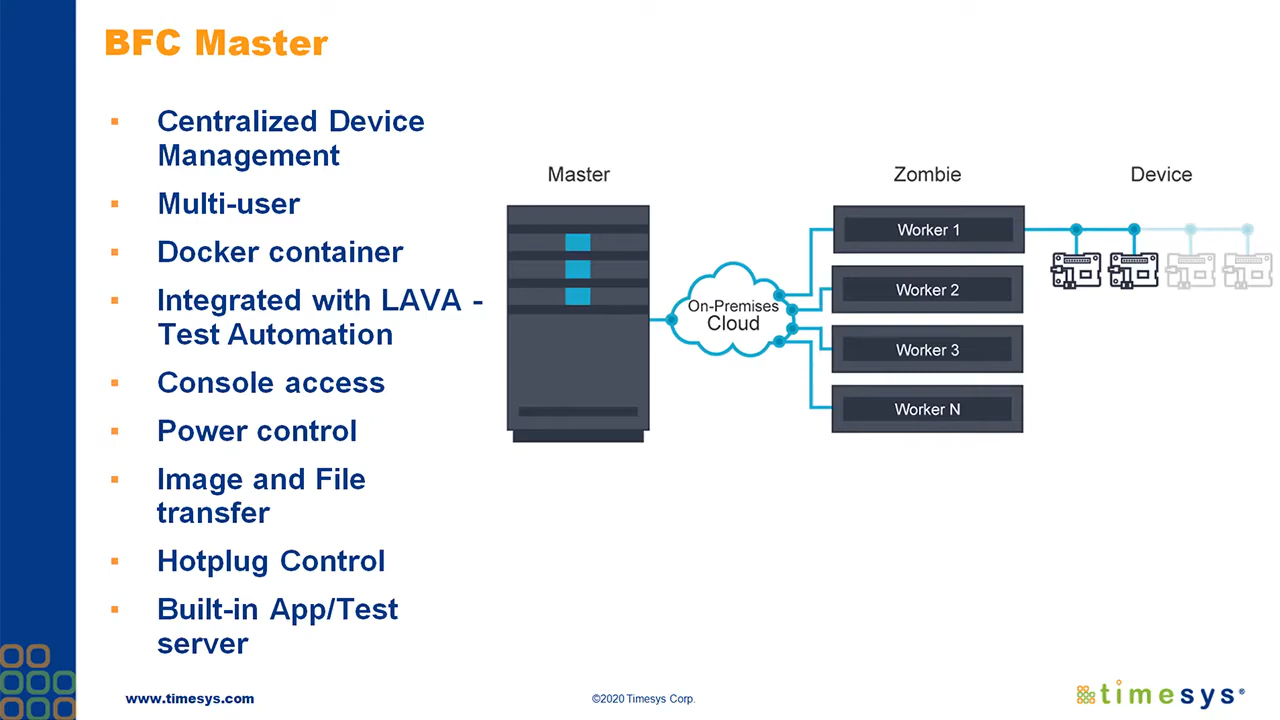 BFC Master
▪ Centralized Device
Management
▪ Multi-user
▪ Docker container
▪ Integrated with LAVA -
Test Automation
▪ Console access
▪ Power control
▪ Image and File
transfer
▪ Hotplug Control
▪ Built-in App/Test
server
Master
Zombie
Device
On-Premises
Cloud
Worker 1
Worker 2
Worker 3
Worker N
www.timesys.com
©2020 Timesys Corp.
timesys®